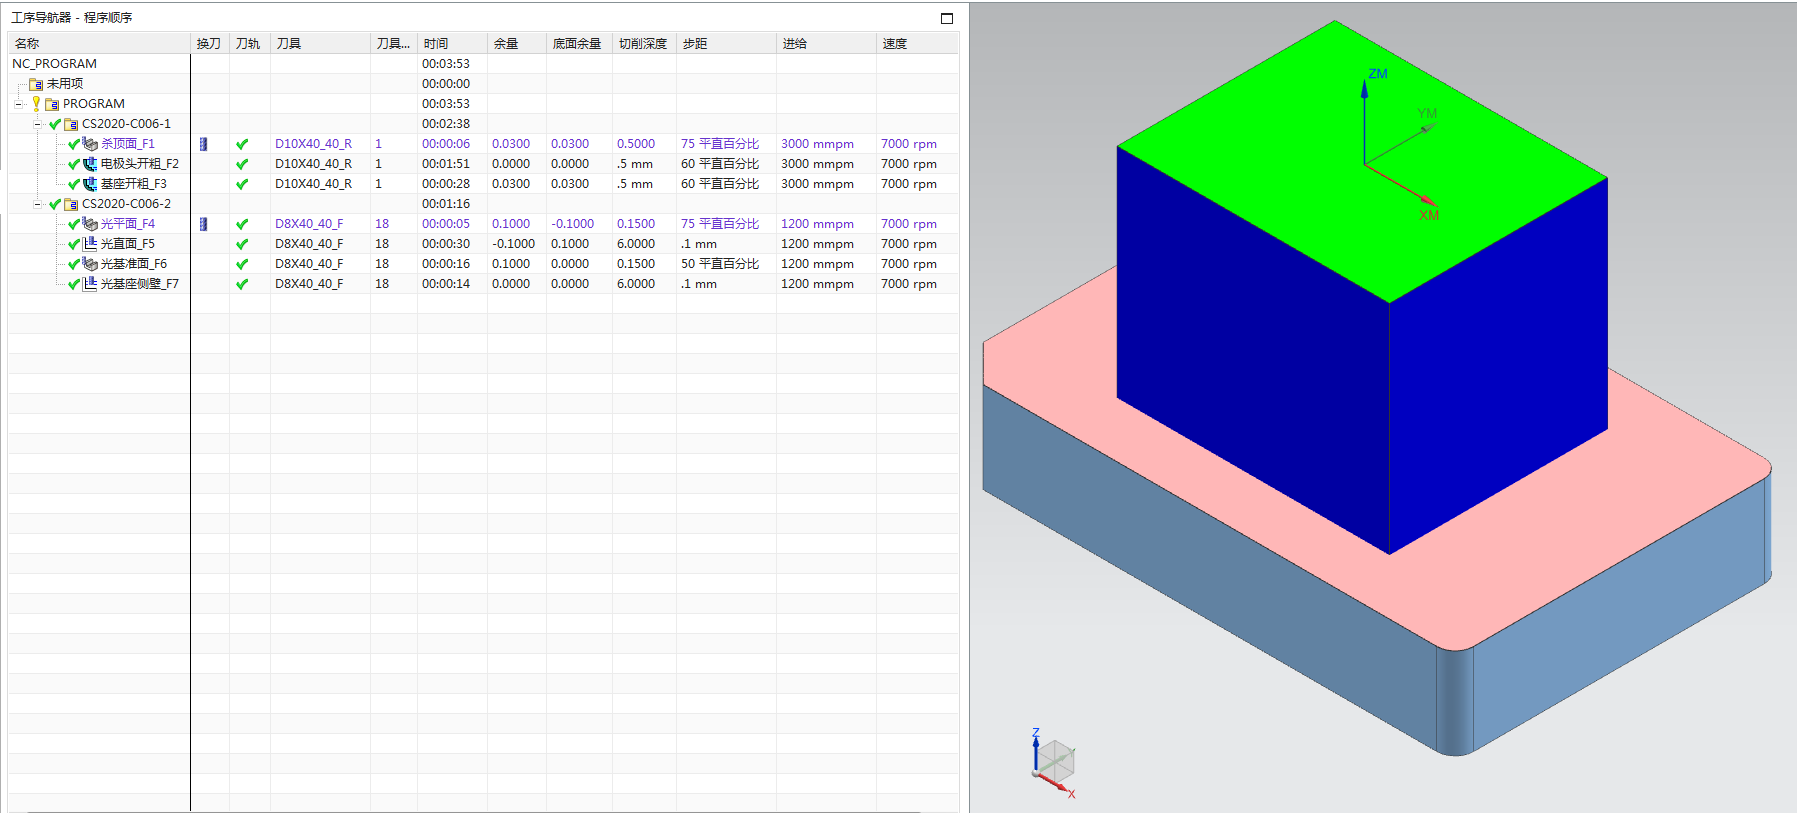 工序导航器 - 程序顺序
名称 换刀 刀轨 刀具 刀具... 时间 余量 底面余量 切削深度 步距 进给 速度
NC_PROGRAM 00:03:53
未用项 00:00:00
PROGRAM 00:03:53
CS2020-C006-1 00:02:38
杀顶面_F1 D10X40_40_R 1 00:00:06 0.0300 0.0300 0.5000 75 平直百分比 3000 mmpm 7000 rpm
电极头开粗_F2 D10X40_40_R 1 00:01:51 0.0000 0.0000 .5 mm 60 平直百分比 3000 mmpm 7000 rpm
基座开粗_F3 D10X40_40_R 1 00:00:28 0.0300 0.0300 .5 mm 60 平直百分比 3000 mmpm 7000 rpm
CS2020-C006-2 00:01:16
光平面_F4 D8X40_40_F 18 00:00:05 0.1000 -0.1000 0.1500 75 平直百分比 1200 mmpm 7000 rpm
光直面_F5 D8X40_40_F 18 00:00:30 -0.1000 0.1000 6.0000 .1 mm 1200 mmpm 7000 rpm
光基准面_F6 D8X40_40_F 18 00:00:16 0.1000 0.0000 0.1500 50 平直百分比 1200 mmpm 7000 rpm
光基座侧壁_F7 D8X40_40_F 18 00:00:14 0.0000 0.0000 6.0000 .1 mm 1200 mmpm 7000 rpm
ZM
YM
XM
Z
X